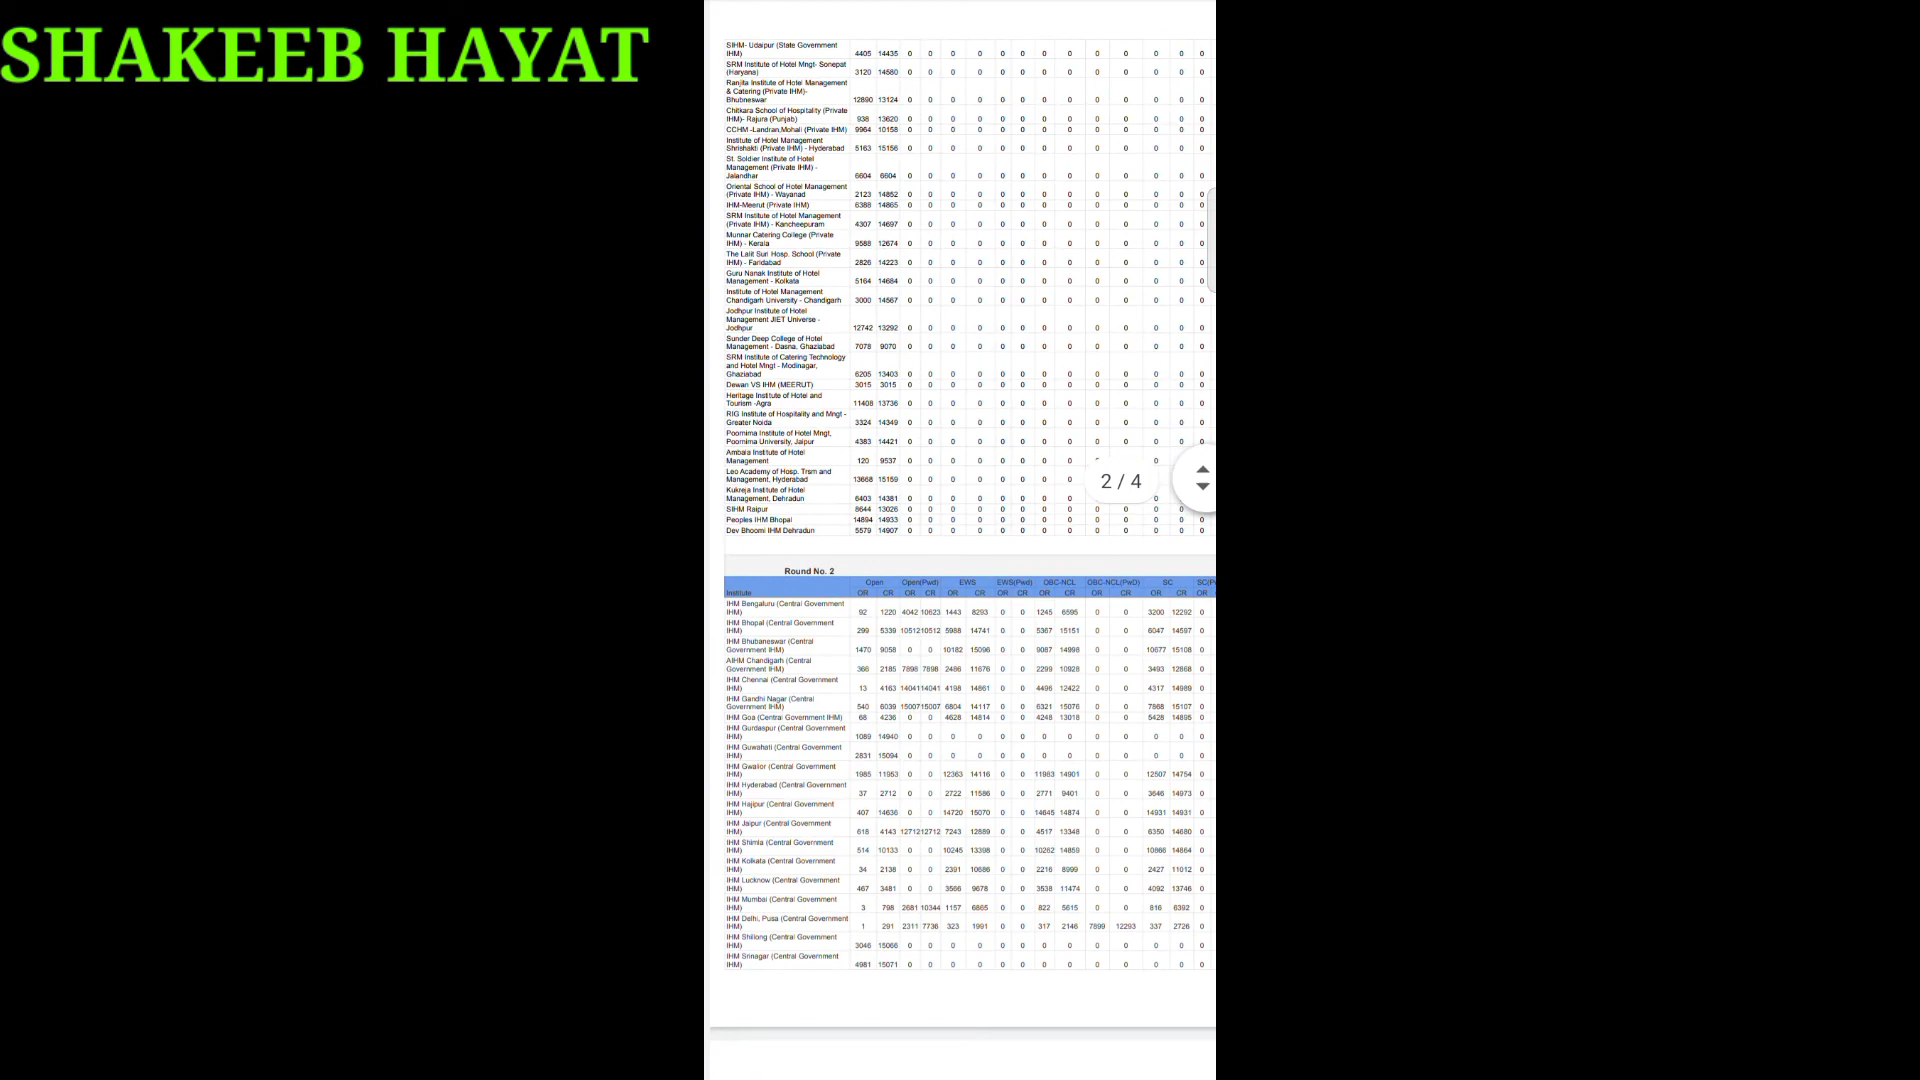 SHAKEEB HAYAT
SIHM- Udaipur (State Government
IHM) 4405 14435 0 0 0 0 0 0 0 0 0 0 0 0 0
SRM Institute of Hotel Mngt- Sonepat
(Haryana) 3120 14580 0 0 0 0 0 0 0 0 0 0 0 0 0
Ranjita Institute of Hotel Management
& Catering (Private IHM)-
Bhubneswar 12890 13124 0 0 0 0 0 0 0 0 0 0 0 0 0
Chitkara School of Hospitality (Private
IHM)- Rajura (Punjab) 938 13620 0 0 0 0 0 0 0 0 0 0 0 0 0
CCHM -Landran,Mohali (Private IHM) 9964 10158 0 0 0 0 0 0 0 0 0 0 0 0 0
Institute of Hotel Management
Shrishakti (Private IHM) - Hyderabad 5163 15156 0 0 0 0 0 0 0 0 0 0 0 0 0
St. Soldier Institute of Hotel
Management (Private IHM) -
Jalandhar 6604 6604 0 0 0 0 0 0 0 0 0 0 0 0 0
Oriental School of Hotel Management
(Private IHM) - Wayanad 2123 14852 0 0 0 0 0 0 0 0 0 0 0 0 0
IHM-Meerut (Private IHM) 6388 14865 0 0 0 0 0 0 0 0 0 0 0 0 0
SRM Institute of Hotel Management
(Private IHM) - Kancheepuram 4307 14697 0 0 0 0 0 0 0 0 0 0 0 0 0
Munnar Catering College (Private
IHM) - Kerala 9588 12674 0 0 0 0 0 0 0 0 0 0 0 0 0
The Lalit Suri Hosp. School (Private
IHM) - Faridabad 2826 14223 0 0 0 0 0 0 0 0 0 0 0 0 0
Guru Nanak Institute of Hotel
Management - Kolkata 5164 14684 0 0 0 0 0 0 0 0 0 0 0 0 0
Institute of Hotel Management
Chandigarh University - Chandigarh 3000 14567 0 0 0 0 0 0 0 0 0 0 0 0 0
Jodhpur Institute of Hotel
Management JIET Universe -
Jodhpur 12742 13292 0 0 0 0 0 0 0 0 0 0 0 0 0
Sunder Deep College of Hotel
Management - Dasna, Ghaziabad 7078 9070 0 0 0 0 0 0 0 0 0 0 0 0 0
SRM Institute of Catering Technology
and Hotel Mngt - Modinagar,
Ghaziabad 6205 13403 0 0 0 0 0 0 0 0 0 0 0 0 0
Dewan VS IHM (MEERUT) 3015 3015 0 0 0 0 0 0 0 0 0 0 0 0 0
Heritage Institute of Hotel and
Tourism -Agra 11408 13736 0 0 0 0 0 0 0 0 0 0 0 0 0
RIG Institute of Hospitality and Mngt -
Greater Noida 3324 14349 0 0 0 0 0 0 0 0 0 0 0 0 0
Poornima Institute of Hotel Mngt,
Poornima University, Jaipur 4383 14421 0 0 0 0 0 0 0 0 0 0 0 0 0
Ambala Institute of Hotel
Management 120 9537 0 0 0 0 0 0 0 0 0
Leo Academy of Hosp. Trsm and
Management, Hyderabad 13668 15159 0 0 0 0 0 0 0 0
2 / 4
Kukreja Institute of Hotel
Management, Dehradun 6403 14381 0 0 0 0 0 0 0 0 0 0 0 0
SIHM Raipur 8644 13026 0 0 0 0 0 0 0 0 0 0 0 0 0
Peoples IHM Bhopal 14894 14933 0 0 0 0 0 0 0 0 0 0 0 0 0
Dev Bhoomi IHM Dehradun 5579 14907 0 0 0 0 0 0 0 0 0 0 0 0 0
Round No. 2
Open Open(Pwd) EWS EWS(Pwd) OBC-NCL OBC-NCL(PwD) SC SC(P
Institute OR CR OR CR OR CR OR CR OR CR OR CR OR CR OR
IHM Bengaluru (Central Government
IHM) 92 1220 4042 10623 1443 8293 0 0 1245 6595 0 0 3200 12292 0
IHM Bhopal (Central Government
IHM) 299 5339 10512 10512 5988 14741 0 0 5367 15151 0 0 6047 14597 0
IHM Bhubaneswar (Central
Government IHM) 1470 9058 0 0 10182 15096 0 0 9087 14998 0 0 10677 15108 0
AIHM Chandigarh (Central
Government IHM) 366 2185 7898 7898 2486 11676 0 0 2299 10928 0 0 3493 12868 0
IHM Chennai (Central Government
IHM) 13 4163 14041 14041 4198 14861 0 0 4496 12422 0 0 4317 14989 0
IHM Gandhi Nagar (Central
Government IHM) 540 6039 15007 15007 6804 14117 0 0 6321 15076 0 0 7868 15107 0
IHM Goa (Central Government IHM) 68 4236 0 0 4628 14814 0 0 4248 13018 0 0 5428 14895 0
IHM Gurdaspur (Central Government
IHM) 1089 14940 0 0 0 0 0 0 0 0 0 0 0 0 0
IHM Guwahati (Central Government
IHM) 2831 15094 0 0 0 0 0 0 0 0 0 0 0 0 0
IHM Gwalior (Central Government
IHM) 1985 11953 0 0 12363 14116 0 0 11983 14901 0 0 12507 14754 0
IHM Hyderabad (Central Government
IHM) 37 2712 0 0 2722 11586 0 0 2771 9401 0 0 3646 14973 0
IHM Hajipur (Central Government
IHM) 407 14636 0 0 14720 15070 0 0 14645 14874 0 0 14931 14931 0
IHM Jaipur (Central Government
IHM) 618 4143 12712 12712 7243 12889 0 0 4517 13348 0 0 6350 14680 0
IHM Shimla (Central Government
IHM) 514 10133 0 0 10245 13398 0 0 10262 14859 0 0 10866 14664 0
IHM Kolkata (Central Government
IHM) 34 2138 0 0 2391 10686 0 0 2216 8999 0 0 2427 11012 0
IHM Lucknow (Central Government
IHM) 467 3481 0 0 3566 9678 0 0 3538 11474 0 0 4092 13746 0
IHM Mumbai (Central Government
IHM) 3 798 2681 10344 1157 6865 0 0 822 5615 0 0 816 6392 0
IHM Delhi, Pusa (Central Government
IHM) 1 291 2311 7736 323 1991 0 0 317 2146 7899 12293 337 2726 0
IHM Shillong (Central Government
IHM) 3046 15066 0 0 0 0 0 0 0 0 0 0 0 0 0
IHM Srinagar (Central Government
IHM) 4981 15071 0 0 0 0 0 0 0 0 0 0 0 0 0